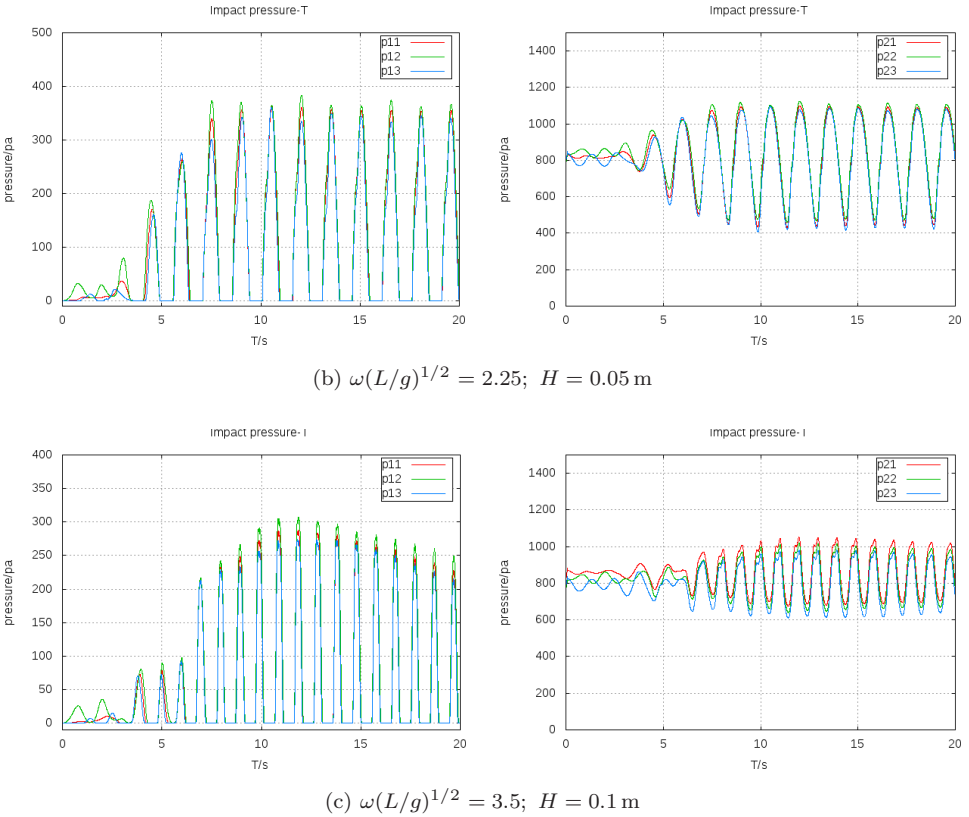 Impact pressure-T
500
400
300
200
100
0
pressure/pa
p11
p12
p13
0 5 10 15 20
T/s
Impact pressure-T
1400
1200
1000
800
600
400
200
0
pressure/pa
p21
p22
p23
0 5 10 15 20
T/s
(b) ω(L/g)^{1/2} = 2.25; H = 0.05 m
Impact pressure-T
400
350
300
250
200
150
100
50
0
pressure/pa
p11
p12
p13
0 5 10 15 20
T/s
Impact pressure-T
1400
1200
1000
800
600
400
200
0
pressure/pa
p21
p22
p23
0 5 10 15 20
T/s
(c) ω(L/g)^{1/2} = 3.5; H = 0.1 m